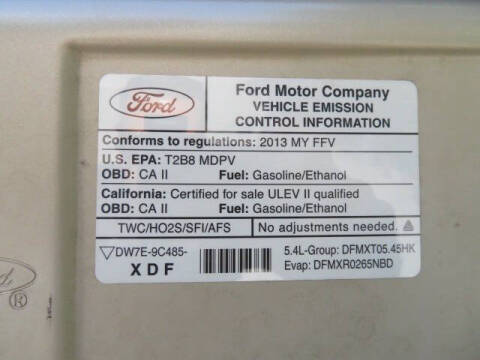 Ford
Ford Motor Company
VEHICLE EMISSION
CONTROL INFORMATION
Conforms to regulations: 2013 MY FFV
U.S. EPA: T2B8 MDPV
OBD: CA II Fuel: Gasoline/Ethanol
California: Certified for sale ULEV II qualified
OBD: CA II Fuel: Gasoline/Ethanol
TWC/HO2S/SFI/AFS No adjustments needed.
DW7E-9C485-
XDF
5.4L-Group: DFMXT05.45HK
Evap: DFMXR0265NBD
®